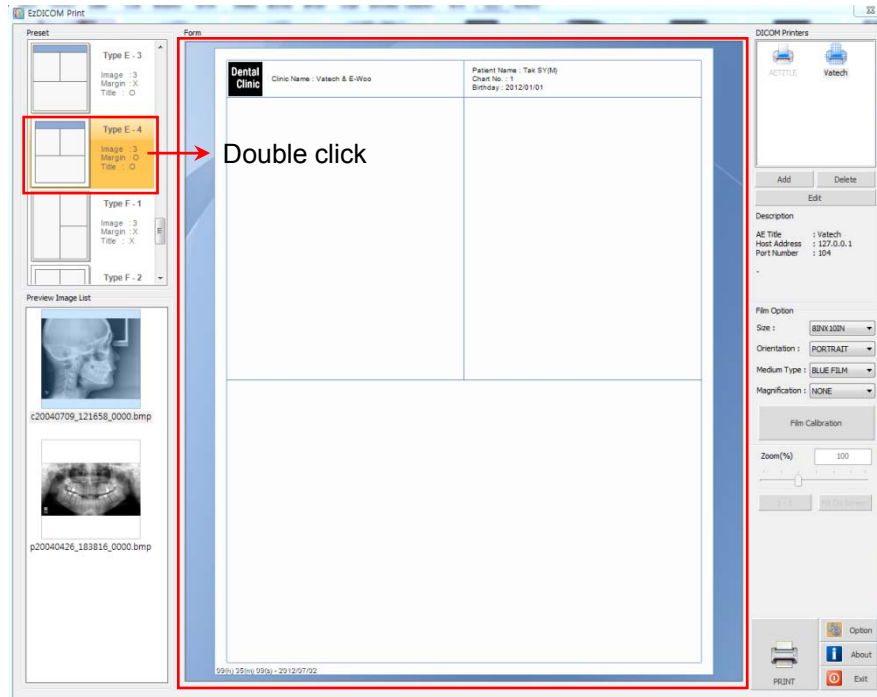 EzDICOM Print
Preset
Type E - 3
Image : 3
Margin : X
Title : O
Type E - 4
Image : 3
Margin : O
Title : O
Type F - 1
Image : 3
Margin : X
Title : X
Type F - 2
Preview Image List
c20040709_121658_0000.bmp
p20040426_183816_0000.bmp
Form
Dental
Clinic
Clinic Name : Vatech & E-Woo
Patient Name : Tak SY(M)
Chart No. : 1
Birthday : 2012/01/01
Double click
09(h) 35(m) 09(s) - 2012/07/02
DICOM Printers
AETITLE
Vatech
Add
Delete
Edit
Description
AE Title : Vatech
Host Address : 127.0.0.1
Port Number : 104
-
Film Option
Size : 8INX10IN
Orientation : PORTRAIT
Medium Type : BLUE FILM
Magnification : NONE
Film Calibration
Zoom(%) 100
PRINT
Option
About
Exit